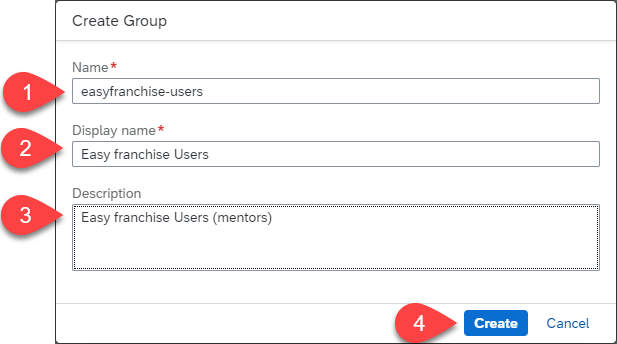 Create Group
Name*
1
easyfranchise-users
Display name*
2
Easy franchise Users
Description
3
Easy franchise Users (mentors)
4
Create Cancel